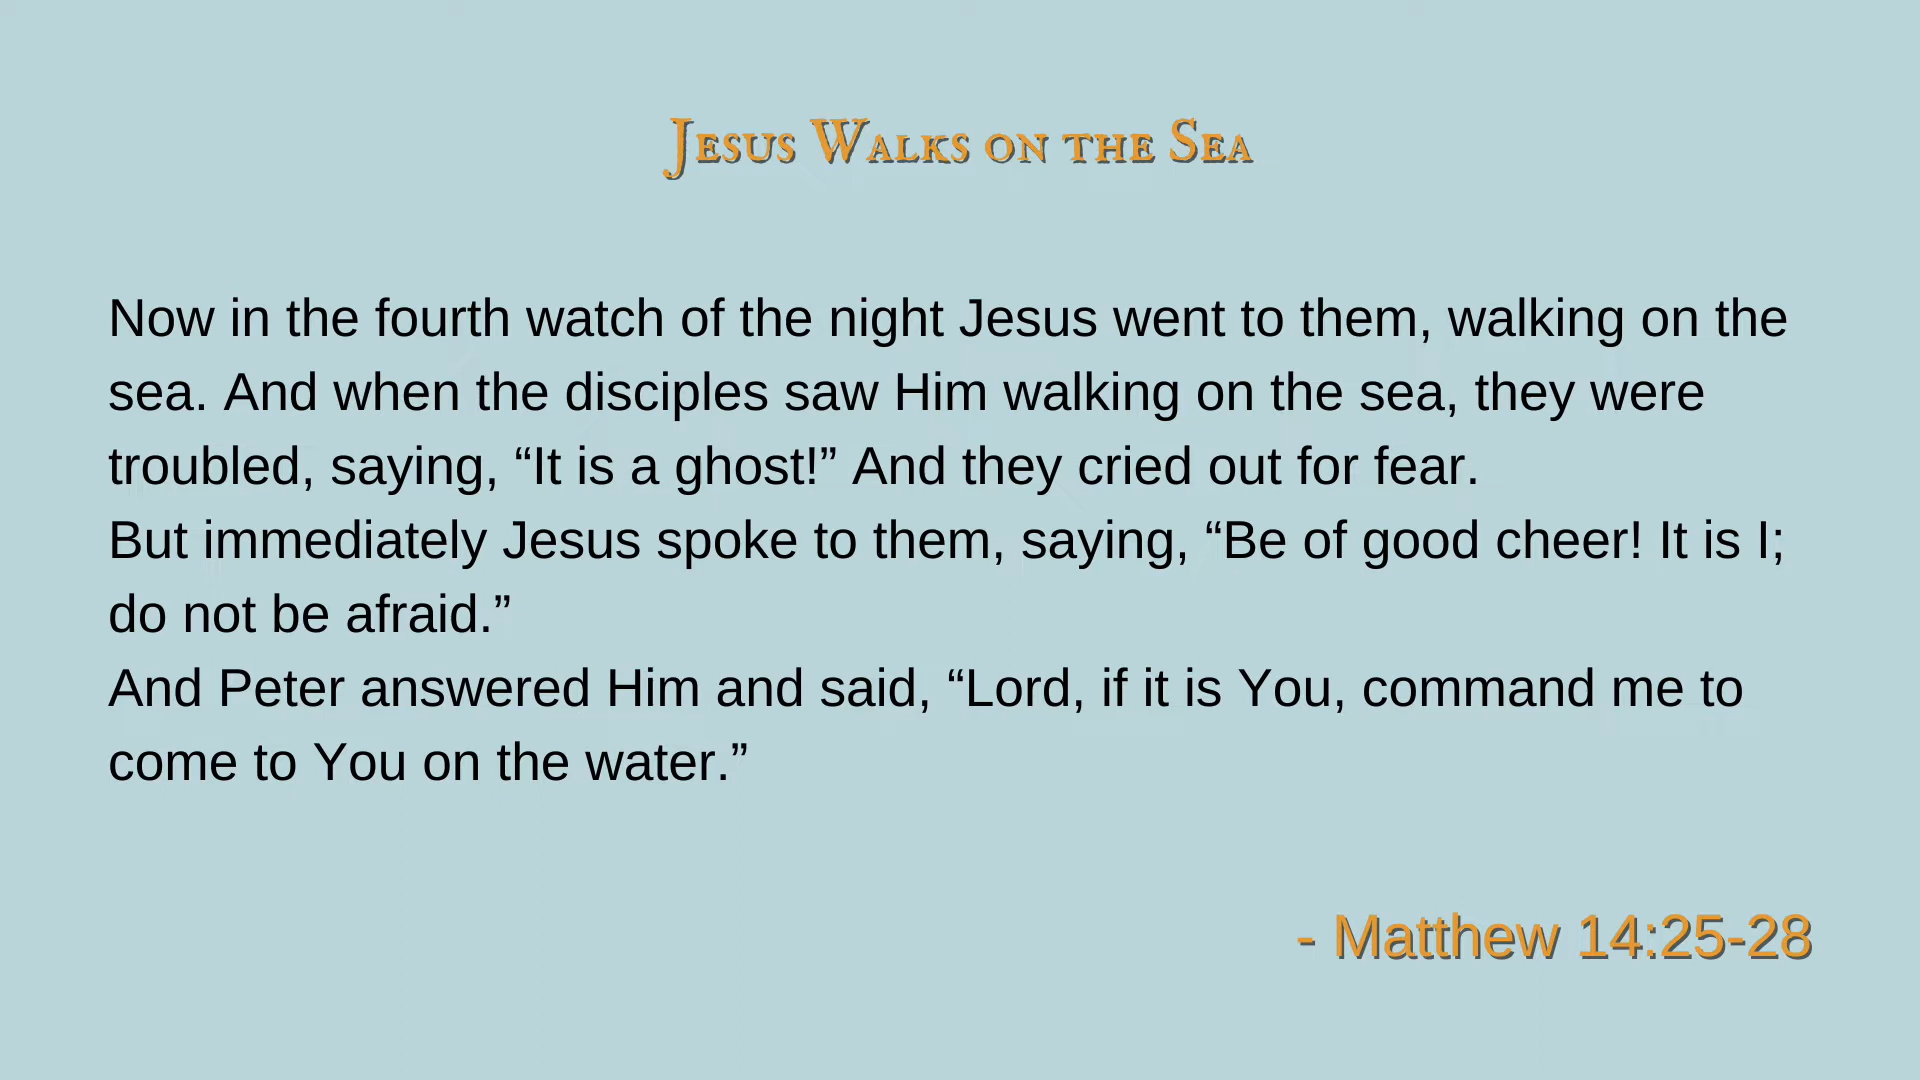 Jesus Walks on the Sea
Now in the fourth watch of the night Jesus went to them, walking on the
sea. And when the disciples saw Him walking on the sea, they were
troubled, saying, “It is a ghost!” And they cried out for fear.
But immediately Jesus spoke to them, saying, “Be of good cheer! It is I;
do not be afraid.”
And Peter answered Him and said, “Lord, if it is You, command me to
come to You on the water.”
- Matthew 14:25-28